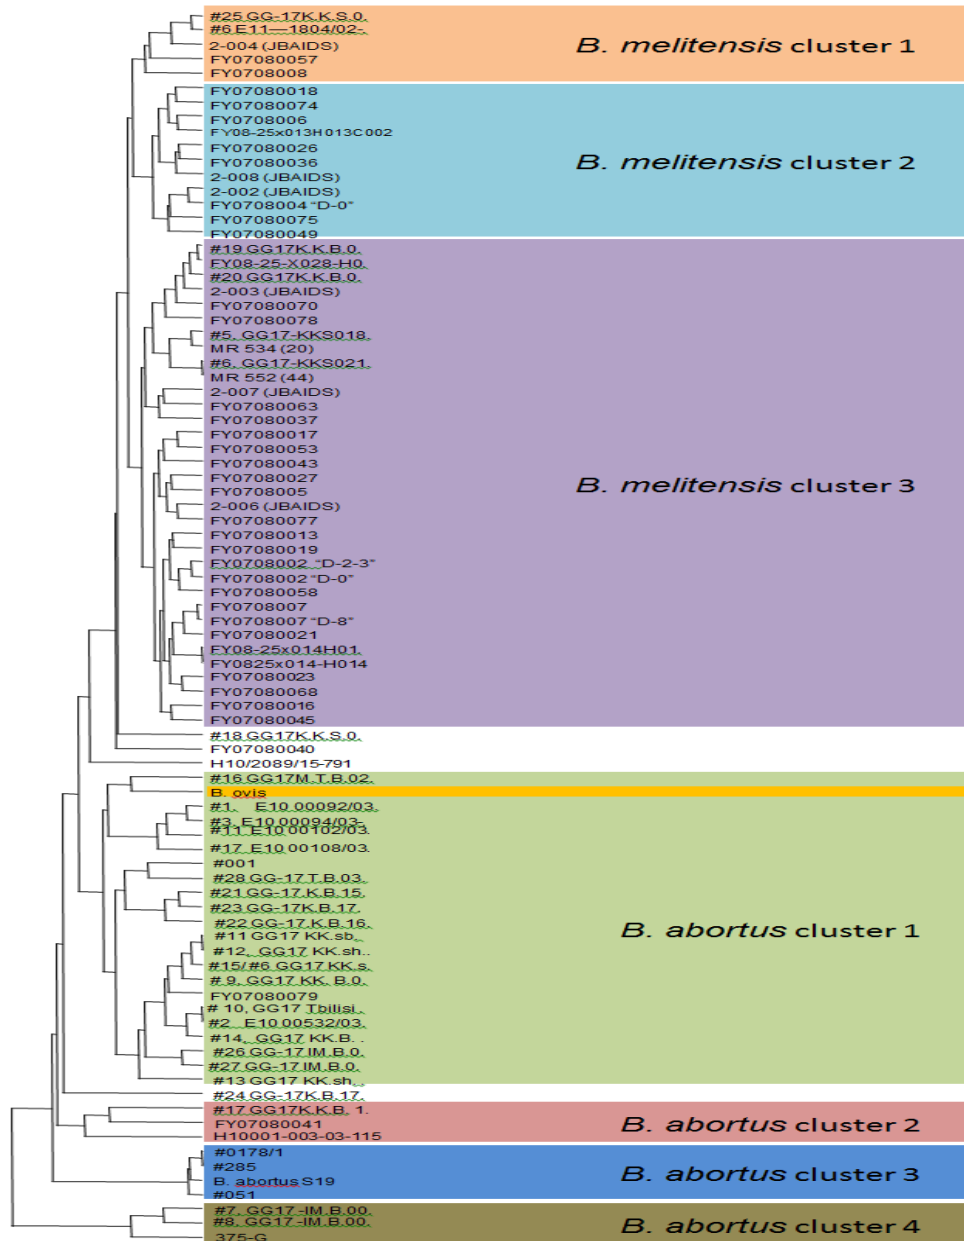 #25 GG-17K.K.S.0.
#6 E11—1804/02-.
2-004 (JBAIDS)
FY07080057
FY0708008
B. melitensis cluster 1
FY07080018
FY07080074
FY0708006
FY08-25x013H013C002
FY07080026
FY07080036
2-008 (JBAIDS)
2-002 (JBAIDS)
FY0708004 “D-0”
FY07080075
FY07080049
B. melitensis cluster 2
#19 GG17K.K.B.0.
FY08-25-X028-H0.
#20 GG17K.K.B.0.
2-003 (JBAIDS)
FY07080070
FY07080078
#5, GG17-KKS018.
MR 534 (20)
#6, GG17-KKS021.
MR 552 (44)
2-007 (JBAIDS)
FY07080063
FY07080037
FY07080017
FY07080053
FY07080043
FY07080027
FY0708005
2-006 (JBAIDS)
FY07080077
FY07080013
FY07080019
FY0708002 “D-2-3”
FY0708002 “D-0”
FY07080058
FY0708007
FY0708007 “D-8”
FY07080021
FY08-25x014H01.
FY0825x014-H014
FY07080023
FY07080068
FY07080016
FY07080045
B. melitensis cluster 3
#18 GG17K.K.S.0.
FY07080040
H10/2089/15-791
#16 GG17M.T.B.02.
B. ovis
#1, E10 00092/03.
#3, E10 00094/03-
#11 E10 00102/03.
#17 E10 00108/03.
#001
#28 GG-17.T.B.03.
#21 GG-17.K.B.15.
#23 GG-17K.B.17.
#22 GG-17.K.B.16.
#11 GG17 KK.sb,.
#12, GG17 KK.sh..
#15/#6 GG17 KK.s.
# 9, GG17 KK. B.0.
FY07080079
# 10, GG17 Tbilisi.
#2 E10 00532/03.
#14, GG17 KK.B. .
#26 GG-17 IM.B.0.
#27 GG-17 IM.B.0.
#13 GG17 KK.sh,.
B. abortus cluster 1
#24 GG-17K.B.17.
#17 GG17K.K.B. 1.
FY07080041
H10001-003-03-115
B. abortus cluster 2
#0178/1
#285
B. abortus S19
#051
B. abortus cluster 3
#7, GG17-IM.B.00.
#8, GG17-IM.B.00.
375-G
B. abortus cluster 4